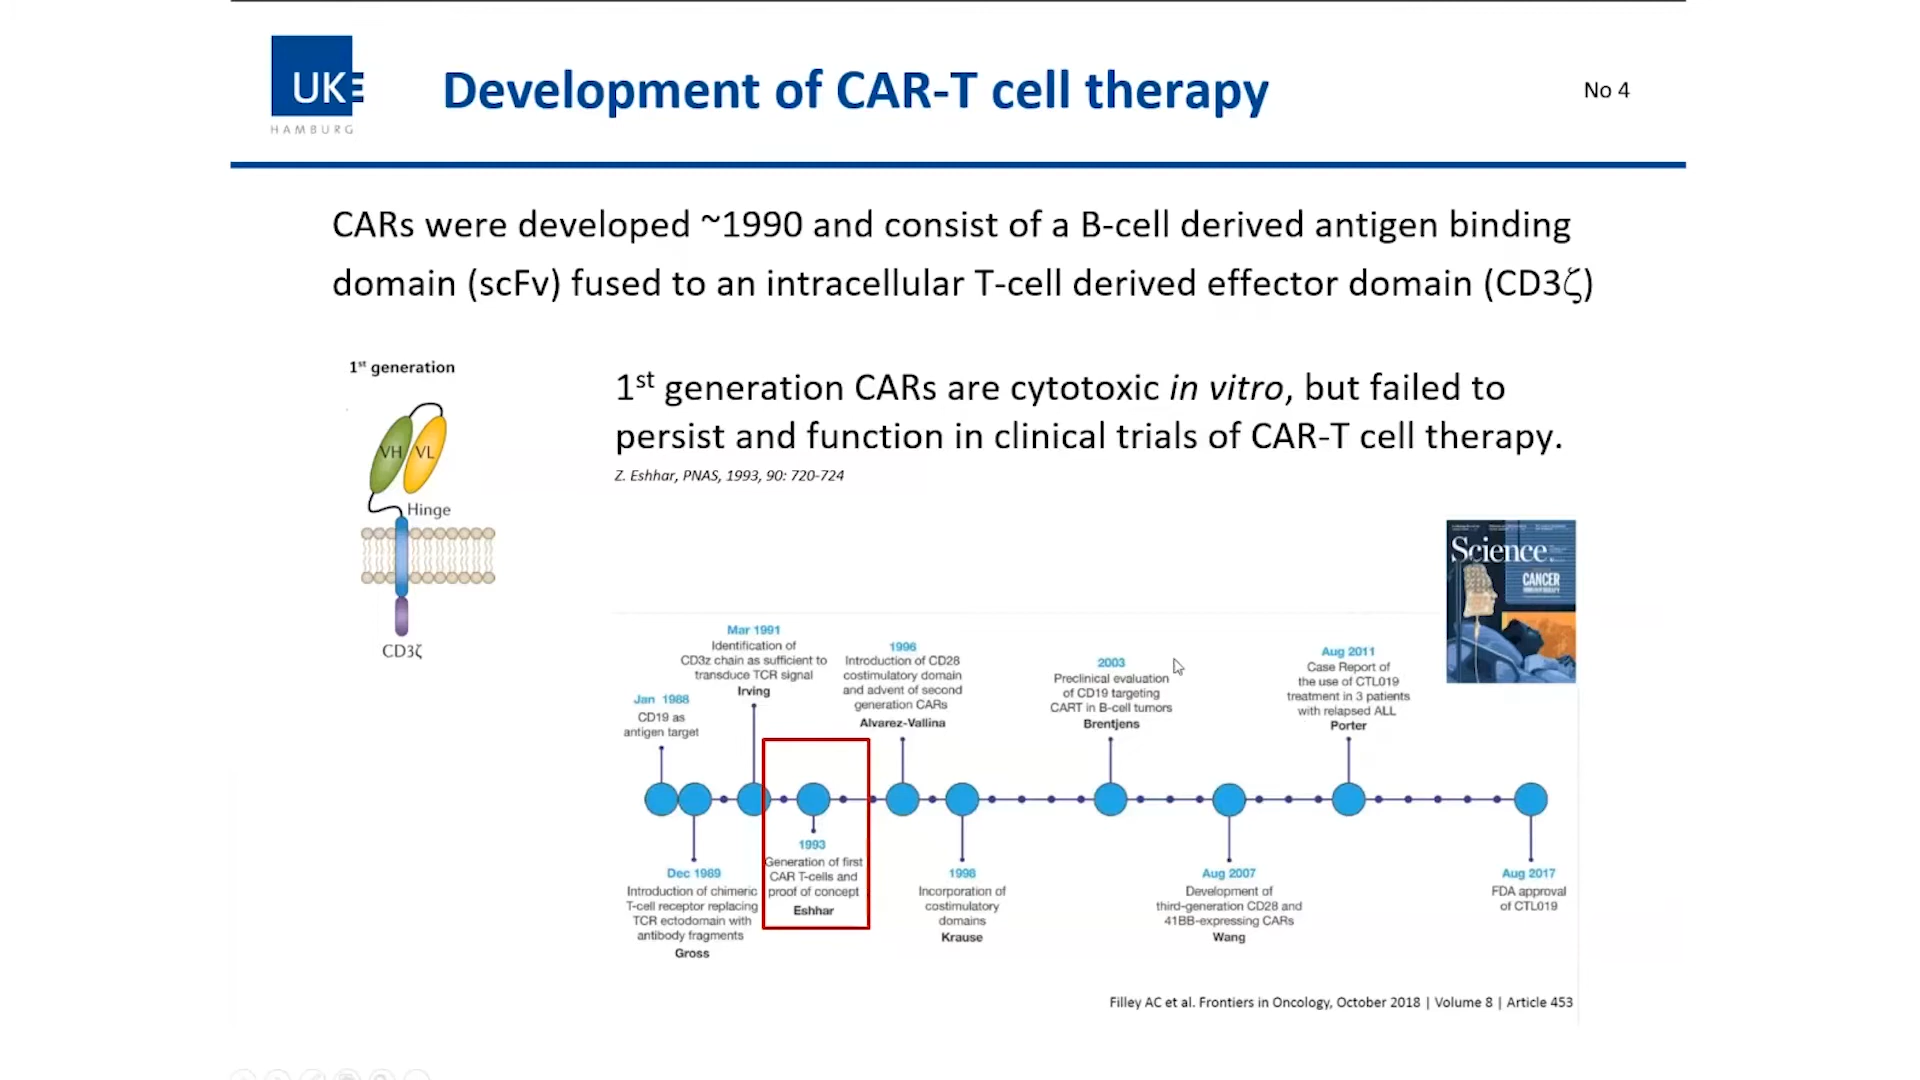 UKE
HAMBURG
Development of CAR-T cell therapy
No 4
CARs were developed ~1990 and consist of a B-cell derived antigen binding
domain (scFv) fused to an intracellular T-cell derived effector domain (CD3ζ)
1st generation
VH
VL
Hinge
CD3ζ
1st generation CARs are cytotoxic in vitro, but failed to
persist and function in clinical trials of CAR-T cell therapy.
Z. Eshhar, PNAS, 1993, 90: 720-724
Science
CANCER
Jan 1988
CD19 as
antigen target
Dec 1989
Introduction of chimeric
T-cell receptor replacing
TCR ectodomain with
antibody fragments
Gross
Mar 1991
Identification of
CD3z chain as sufficient to
transduce TCR signal
Irving
1993
Generation of first
CAR T-cells and
proof of concept
Eshhar
1996
Introduction of CD28
costimulatory domain
and advent of second
generation CARs
Alvarez-Vallina
1998
Incorporation of
costimulatory
domains
Krause
2003
Preclinical evaluation
of CD19 targeting
CART in B-cell tumors
Brentjens
Aug 2007
Development of
third-generation CD28 and
41BB-expressing CARs
Wang
Aug 2011
Case Report of
the use of CTL019
treatment in 3 patients
with relapsed ALL
Porter
Aug 2017
FDA approval
of CTL019
Filley AC et al. Frontiers in Oncology, October 2018 | Volume 8 | Article 453